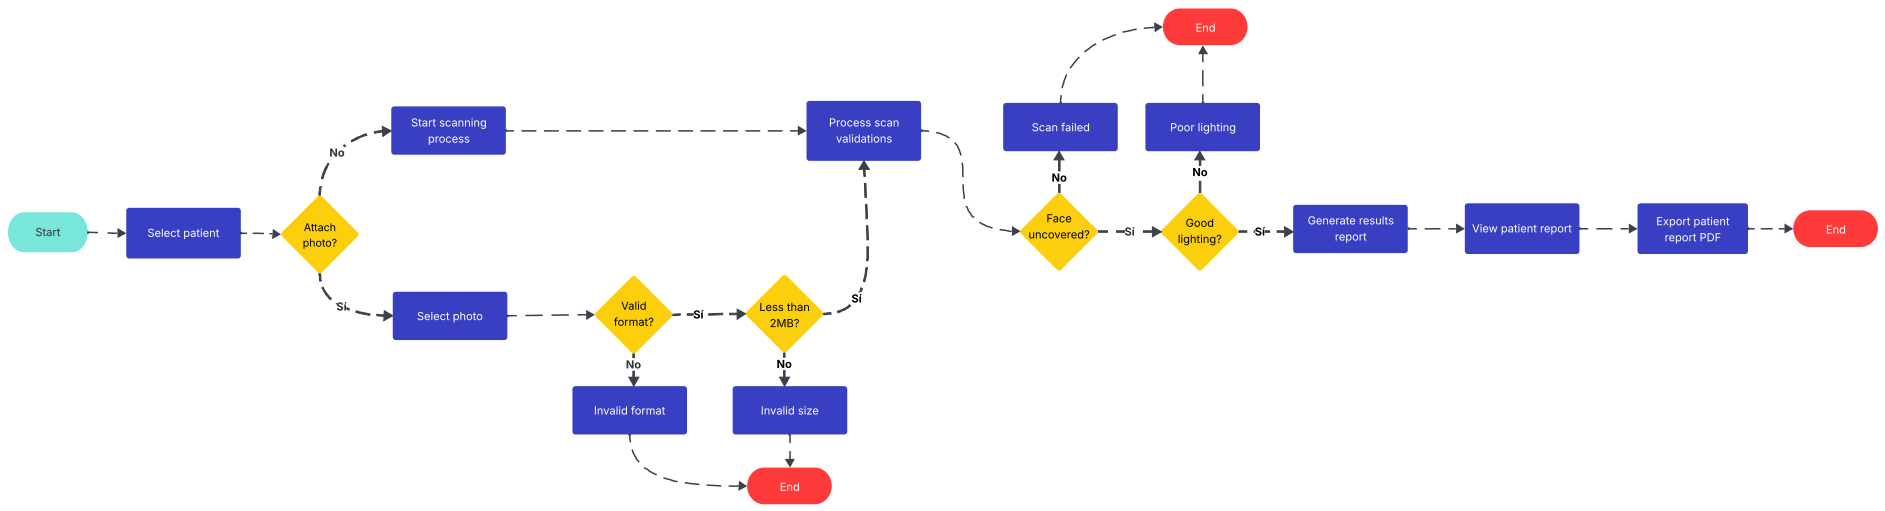 Start
Select patient
Attach
photo?
No
Start scanning
process
Sí
Select photo
Valid
format?
No
Invalid format
Sí
Less than
2MB?
No
Invalid size
End
Sí
Process scan
validations
Face
uncovered?
No
Scan failed
Sí
Good
lighting?
No
Poor lighting
End
Sí
Generate results
report
View patient report
Export patient
report PDF
End